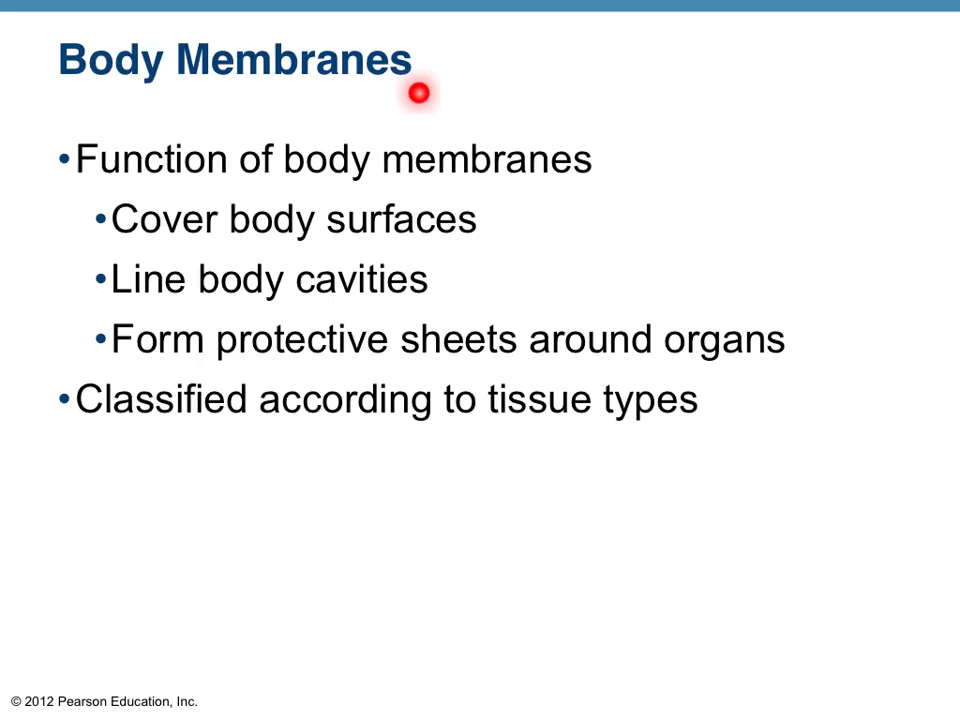 Body Membranes
•Function of body membranes
•Cover body surfaces
•Line body cavities
•Form protective sheets around organs
•Classified according to tissue types
© 2012 Pearson Education, Inc.